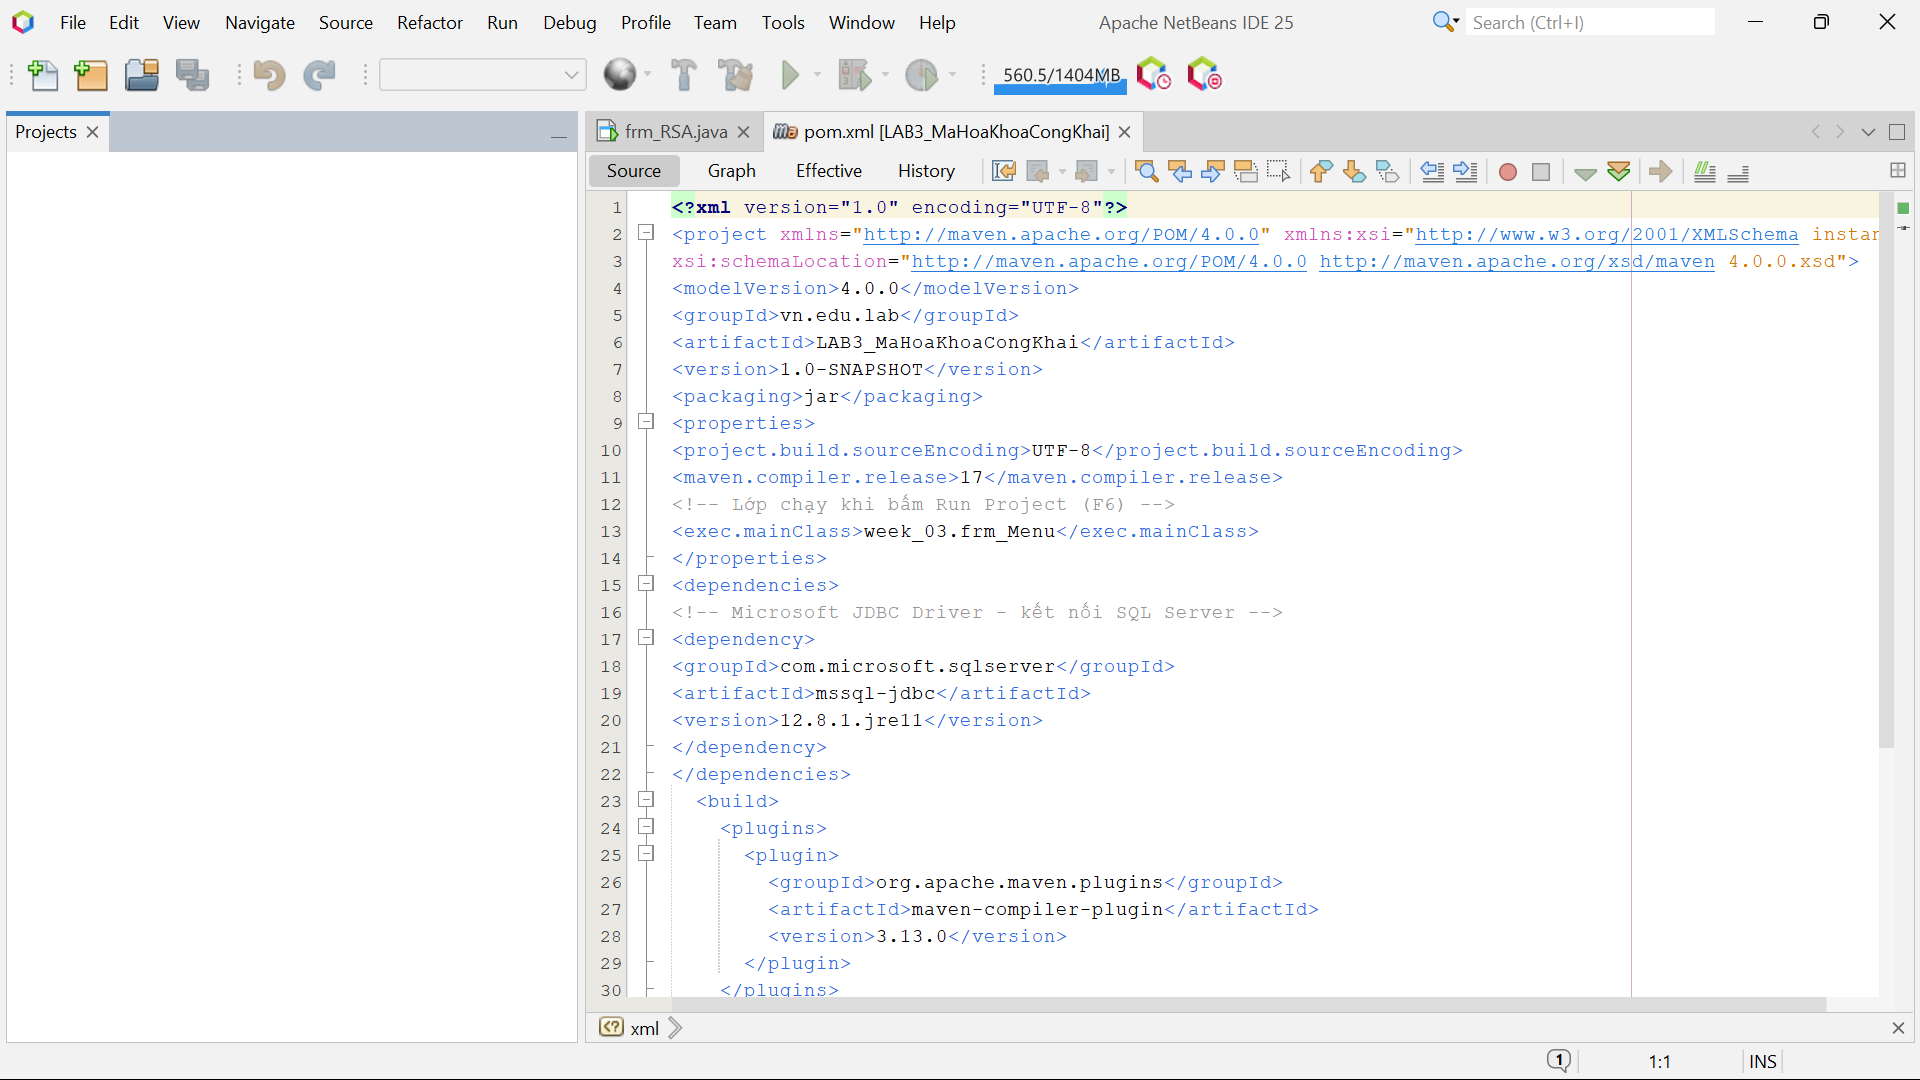 File Edit View Navigate Source Refactor Run Debug Profile Team Tools Window Help Apache NetBeans IDE 25 Search (Ctrl+I)
560.5/1404MB
Projects
frm_RSA.java pom.xml [LAB3_MaHoaKhoaCongKhai]
Source Graph Effective History
1 <?xml version="1.0" encoding="UTF-8"?>
2 <project xmlns="http://maven.apache.org/POM/4.0.0" xmlns:xsi="http://www.w3.org/2001/XMLSchema instan
3 xsi:schemaLocation="http://maven.apache.org/POM/4.0.0 http://maven.apache.org/xsd/maven 4.0.0.xsd">
4 <modelVersion>4.0.0</modelVersion>
5 <groupId>vn.edu.lab</groupId>
6 <artifactId>LAB3_MaHoaKhoaCongKhai</artifactId>
7 <version>1.0-SNAPSHOT</version>
8 <packaging>jar</packaging>
9 <properties>
10 <project.build.sourceEncoding>UTF-8</project.build.sourceEncoding>
11 <maven.compiler.release>17</maven.compiler.release>
12 <!-- Lớp chạy khi bấm Run Project (F6) -->
13 <exec.mainClass>week_03.frm_Menu</exec.mainClass>
14 </properties>
15 <dependencies>
16 <!-- Microsoft JDBC Driver - kết nối SQL Server -->
17 <dependency>
18 <groupId>com.microsoft.sqlserver</groupId>
19 <artifactId>mssql-jdbc</artifactId>
20 <version>12.8.1.jre11</version>
21 </dependency>
22 </dependencies>
23 <build>
24 <plugins>
25 <plugin>
26 <groupId>org.apache.maven.plugins</groupId>
27 <artifactId>maven-compiler-plugin</artifactId>
28 <version>3.13.0</version>
29 </plugin>
30 </plugins>
xml
1 1:1 INS